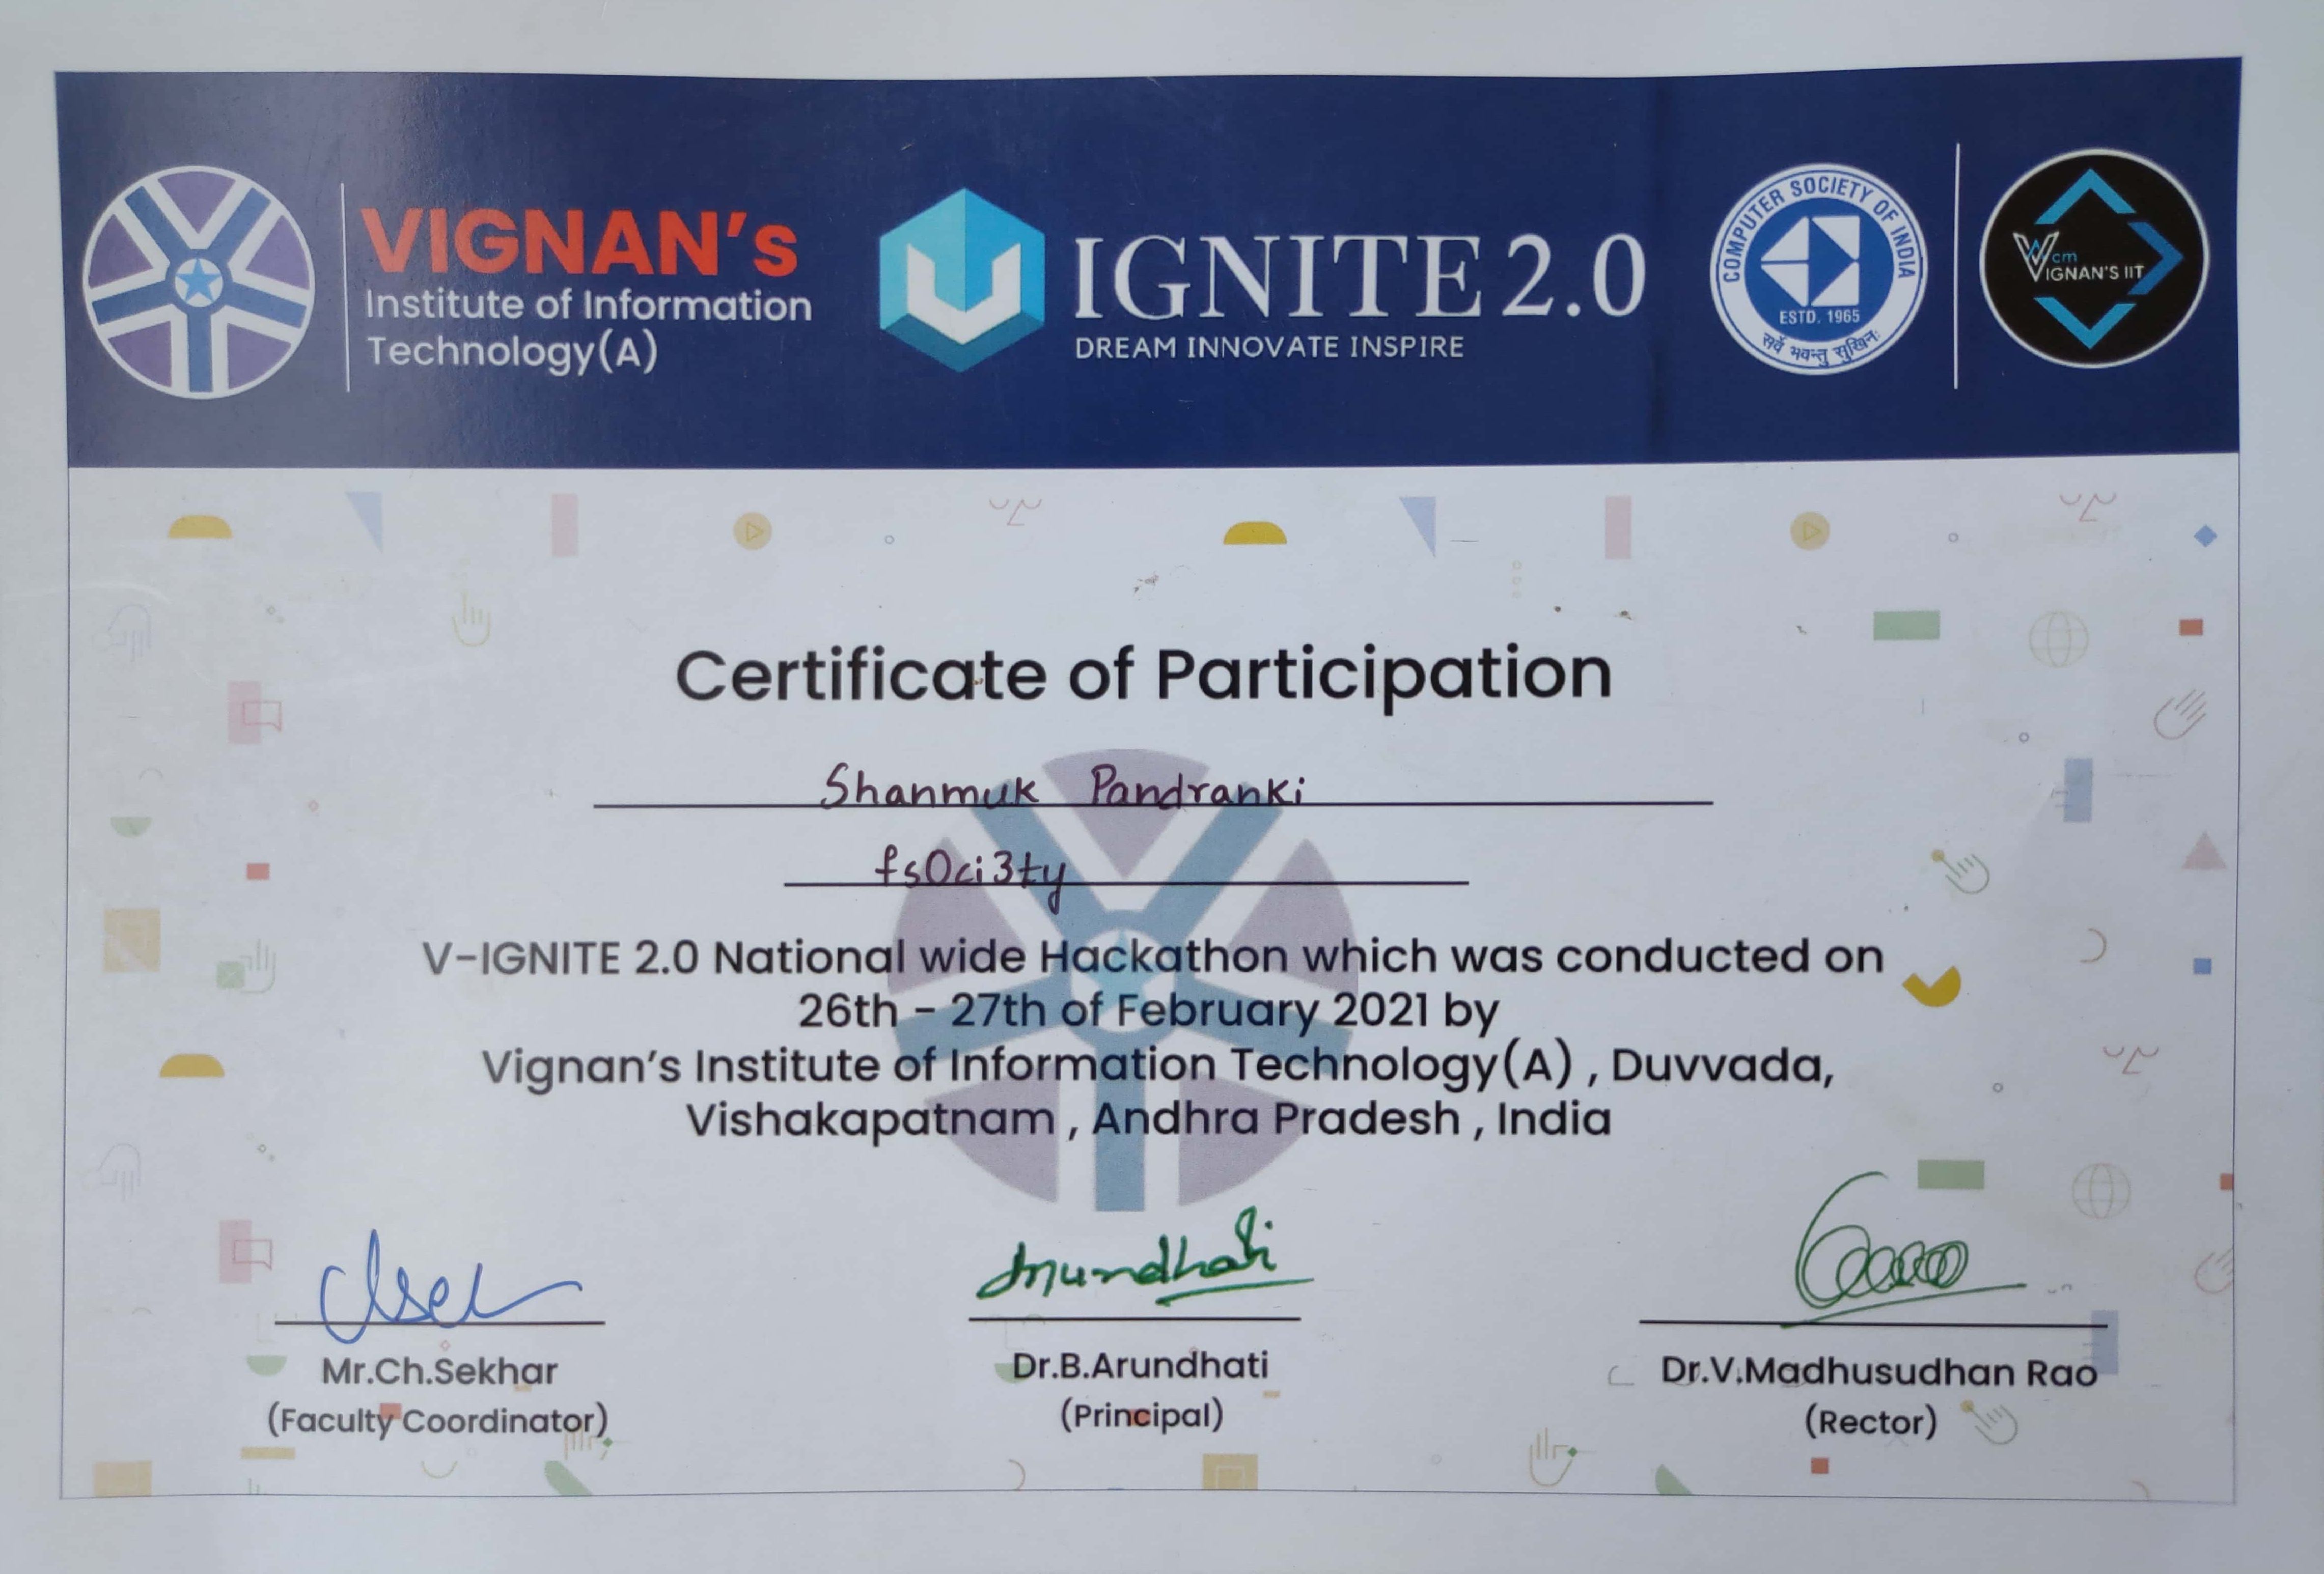 VIGNAN's
Institute of Information
Technology(A)
IGNITE 2.0
DREAM INNOVATE INSPIRE
COMPUTER SOCIETY OF INDIA
ESTD. 1965
सर्वे भवन्तु सुखिनः
Vcm
VIGNAN'S IIT
Certificate of Participation
Shanmuk Pandranki
fs0ci3ty
V-IGNITE 2.0 National wide Hackathon which was conducted on
26th - 27th of February 2021 by
Vignan's Institute of Information Technology(A) , Duvvada,
Vishakapatnam , Andhra Pradesh , India
Arundhati
Mr.Ch.Sekhar
(Faculty Coordinator)
Dr.B.Arundhati
(Principal)
Dr.V.Madhusudhan Rao
(Rector)